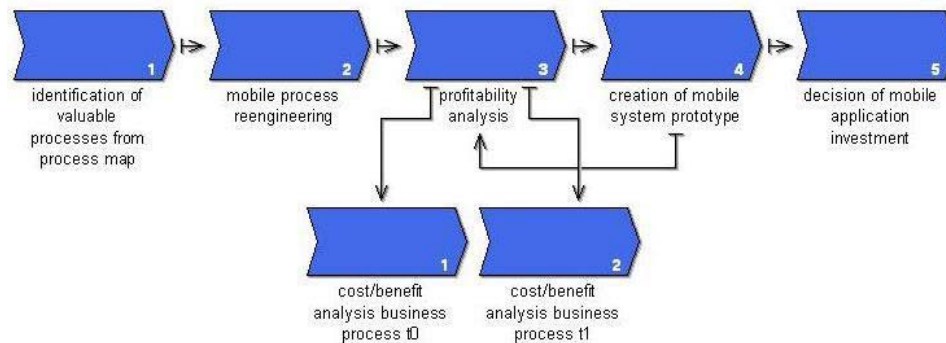 1
identification of
valuable
processes from
process map
2
mobile process
reengineering
3
profitability
analysis
4
creation of mobile
system prototype
5
decision of mobile
application
investment
1
cost/benefit
analysis business
process t0
2
cost/benefit
analysis business
process t1